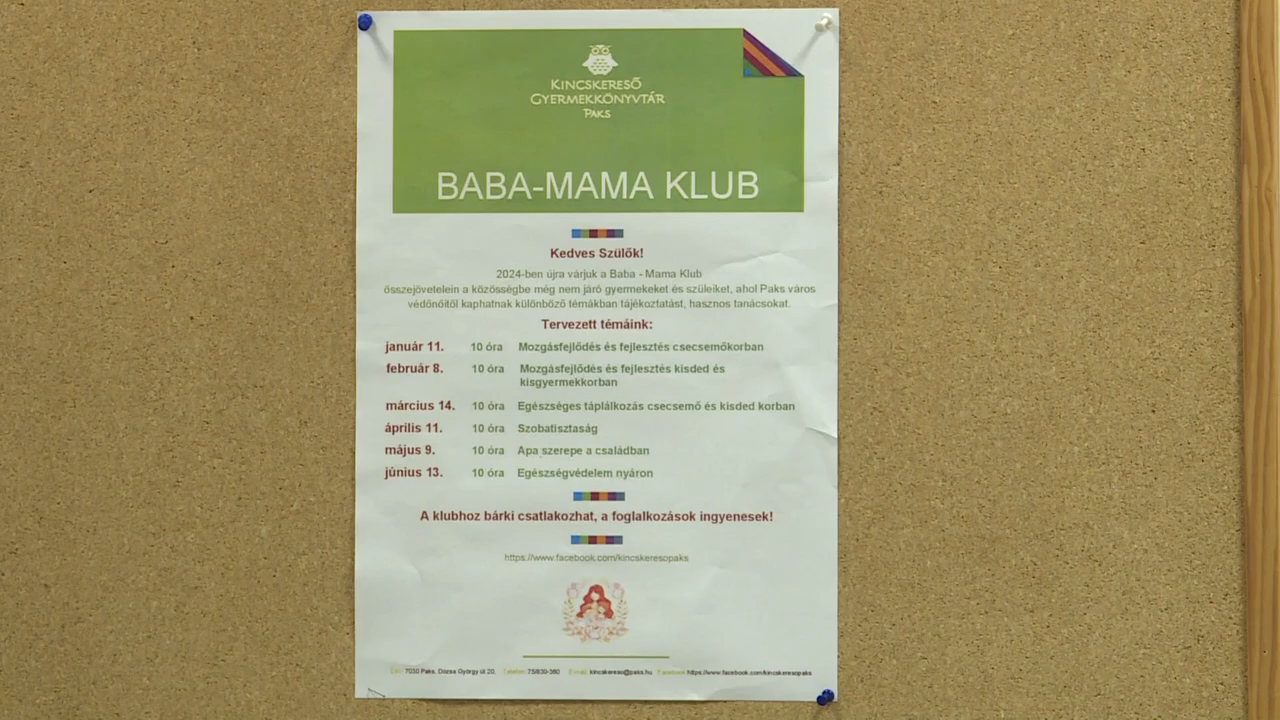 KINCSKERESŐ
GYERMEKKÖNYVTÁR
PAKS
BABA-MAMA KLUB
Kedves Szülők!
2024-ben újra várjuk a Baba - Mama Klub
összejövetelein a közösségbe még nem járó gyermekeket és szüleiket, ahol Paks város
védőnőitől kaphatnak különböző témákban tájékoztatást, hasznos tanácsokat.
Tervezett témáink:
január 11. 10 óra Mozgásfejlődés és fejlesztés csecsemőkorban
február 8. 10 óra Mozgásfejlődés és fejlesztés kisded és
kisgyermekkorban
március 14. 10 óra Egészséges táplálkozás csecsemő és kisded korban
április 11. 10 óra Szobatisztaság
május 9. 10 óra Apa szerepe a családban
június 13. 10 óra Egészségvédelem nyáron
A klubhoz bárki csatlakozhat, a foglalkozások ingyenesek!
https://www.facebook.com/kincskeresopaks
7030 Paks, Dózsa György út 20. Telefon: 75/830-360 E-mail: kincskereso@paks.hu Facebook: https://www.facebook.com/kincskeresopaks